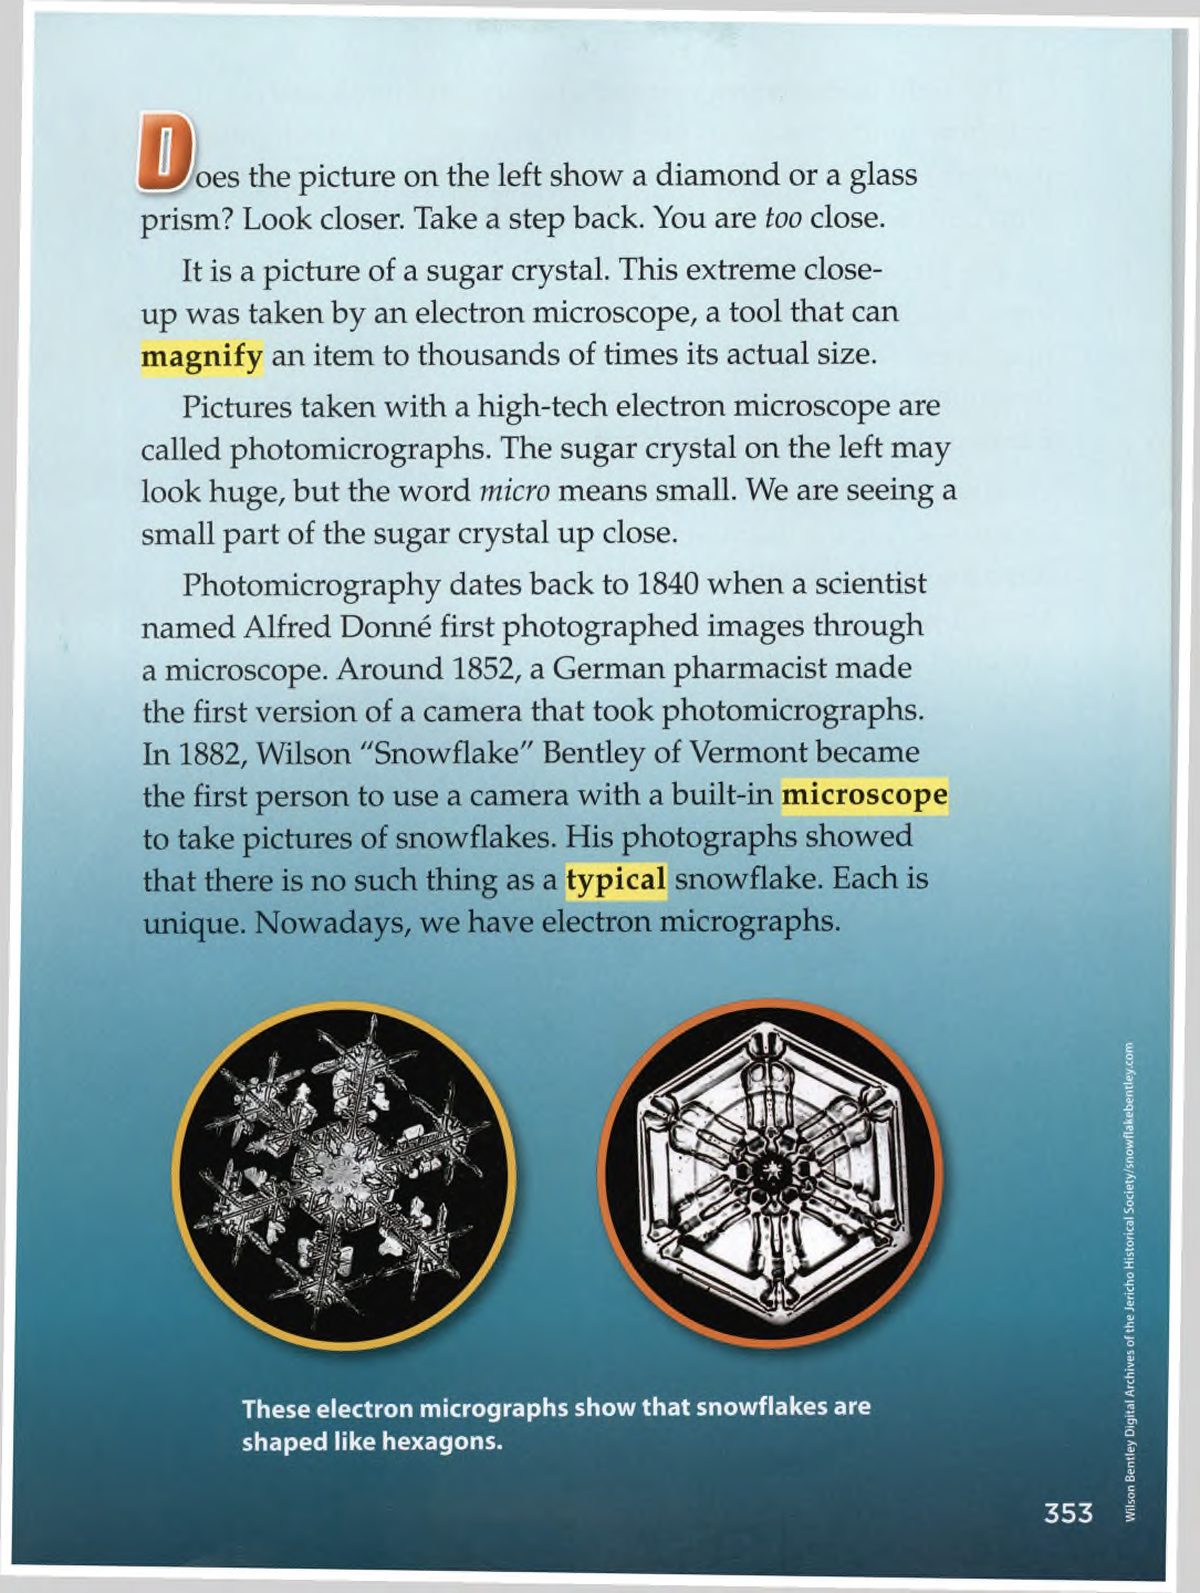 Does the picture on the left show a diamond or a glass
prism? Look closer. Take a step back. You are too close.
It is a picture of a sugar crystal. This extreme close-
up was taken by an electron microscope, a tool that can
magnify an item to thousands of times its actual size.
Pictures taken with a high-tech electron microscope are
called photomicrographs. The sugar crystal on the left may
look huge, but the word micro means small. We are seeing a
small part of the sugar crystal up close.
Photomicrography dates back to 1840 when a scientist
named Alfred Donné first photographed images through
a microscope. Around 1852, a German pharmacist made
the first version of a camera that took photomicrographs.
In 1882, Wilson "Snowflake" Bentley of Vermont became
the first person to use a camera with a built-in microscope
to take pictures of snowflakes. His photographs showed
that there is no such thing as a typical snowflake. Each is
unique. Nowadays, we have electron micrographs.
These electron micrographs show that snowflakes are
shaped like hexagons.
Wilson Bentley Digital Archives of the Jericho Historical Society/snowflakebentley.com
353